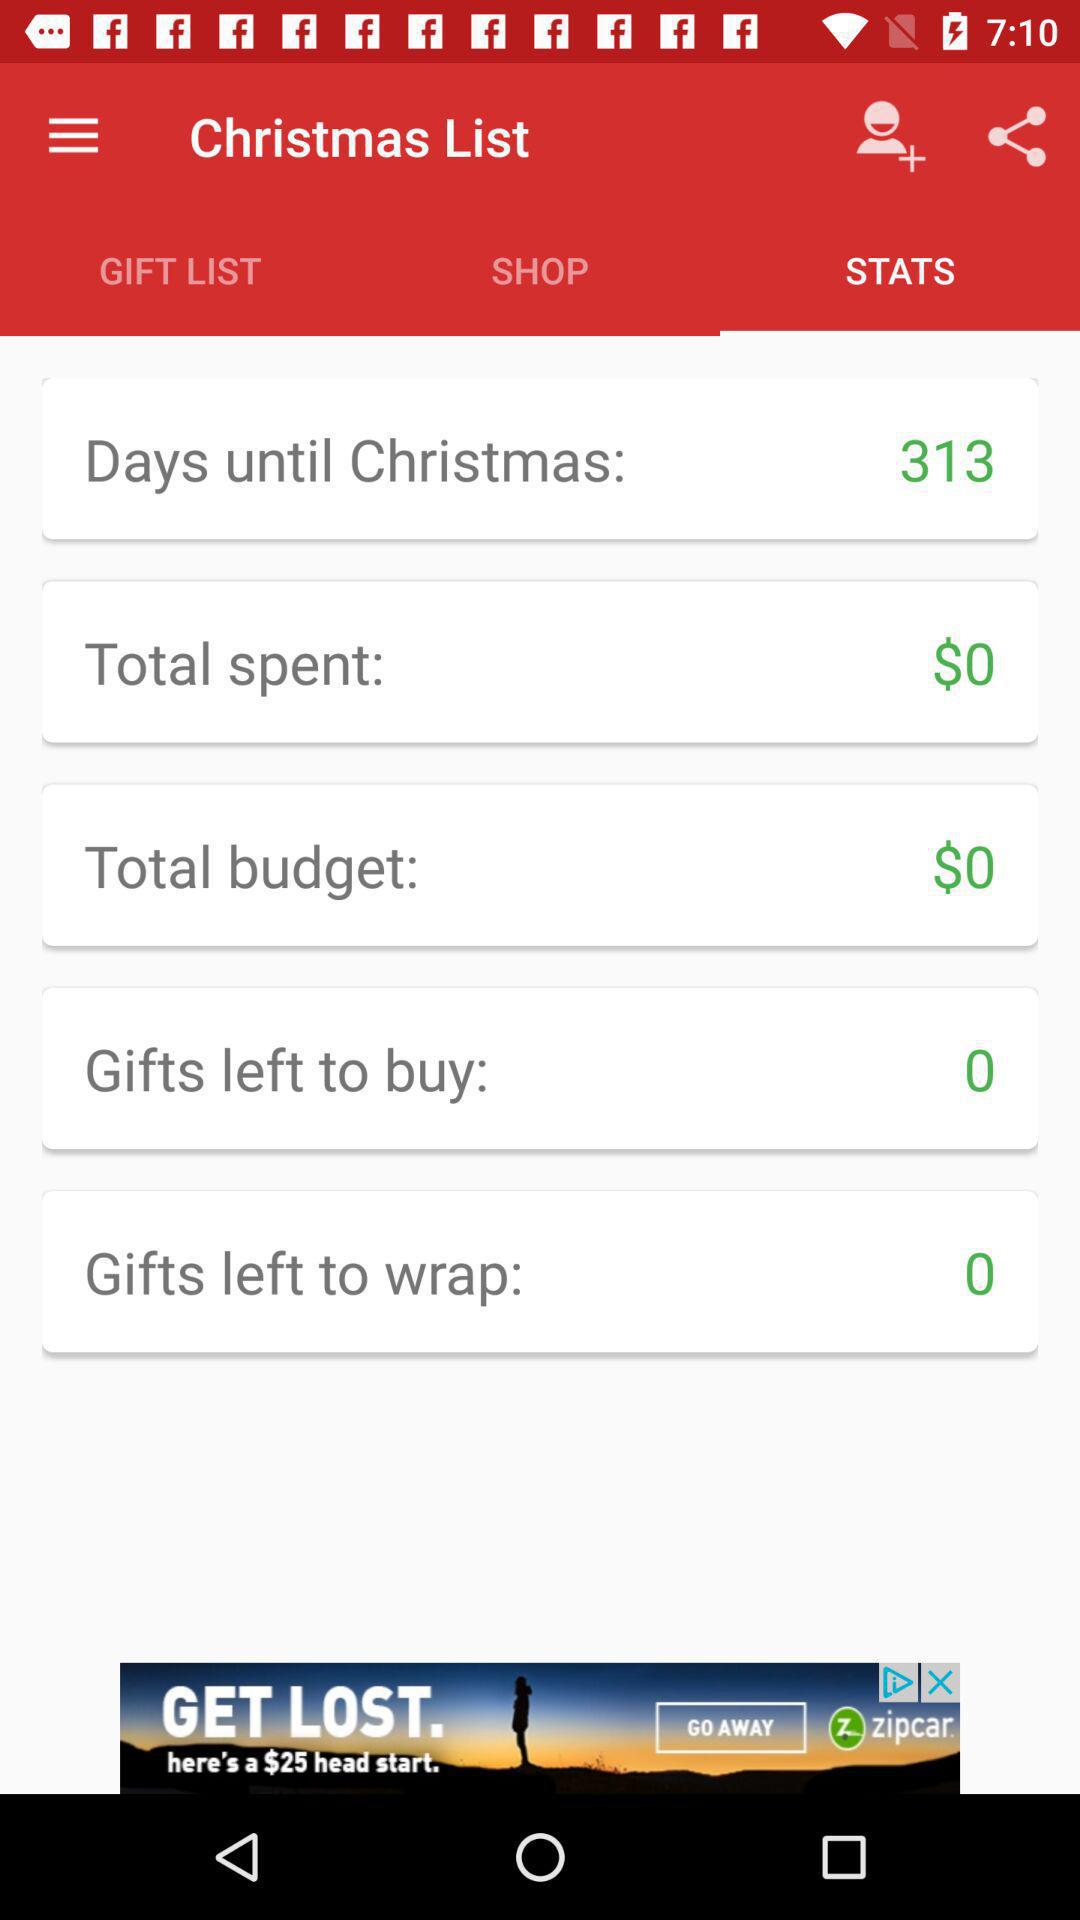 7:10
Christmas List
GIFT LIST SHOP STATS
Days until Christmas: 313
Total spent: $0
Total budget: $0
Gifts left to buy: 0
Gifts left to wrap: 0
GET LOST.
here's a $25 head start.
GO AWAY
zipcar.